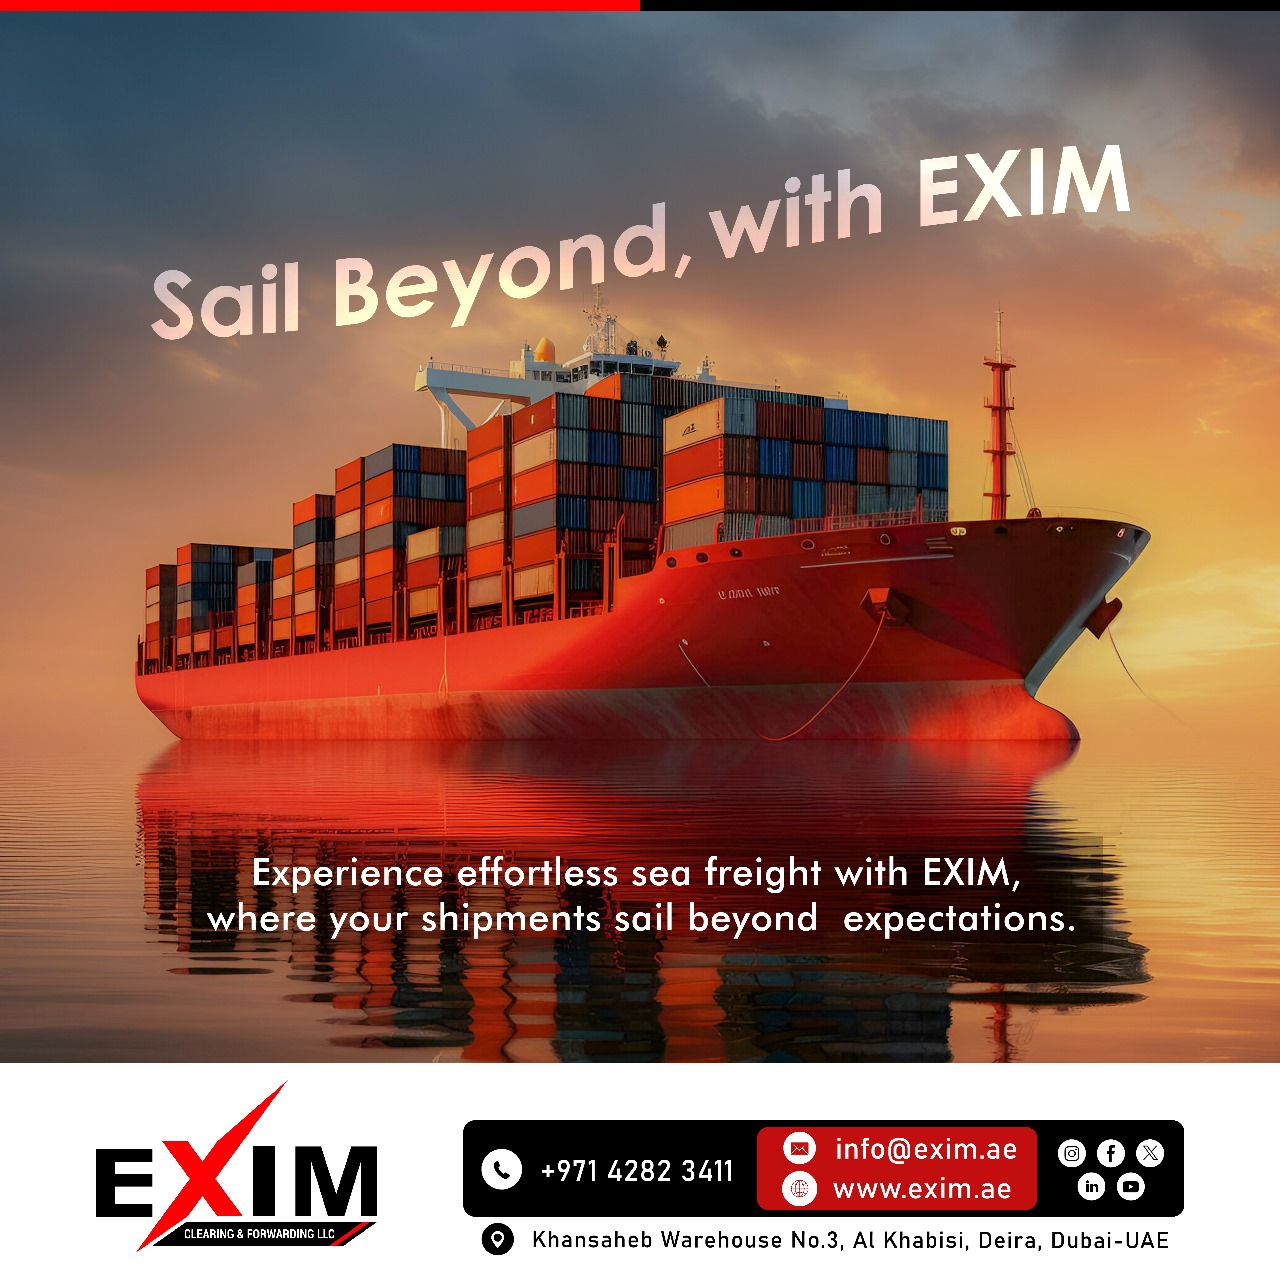 Sail Beyond, with EXIM
Experience effortless sea freight with EXIM,
where your shipments sail beyond expectations.
EXIM
CLEARING & FORWARDING LLC
+971 4282 3411
info@exim.ae
www.exim.ae
Khansaheb Warehouse No.3, Al Khabisi, Deira, Dubai-UAE